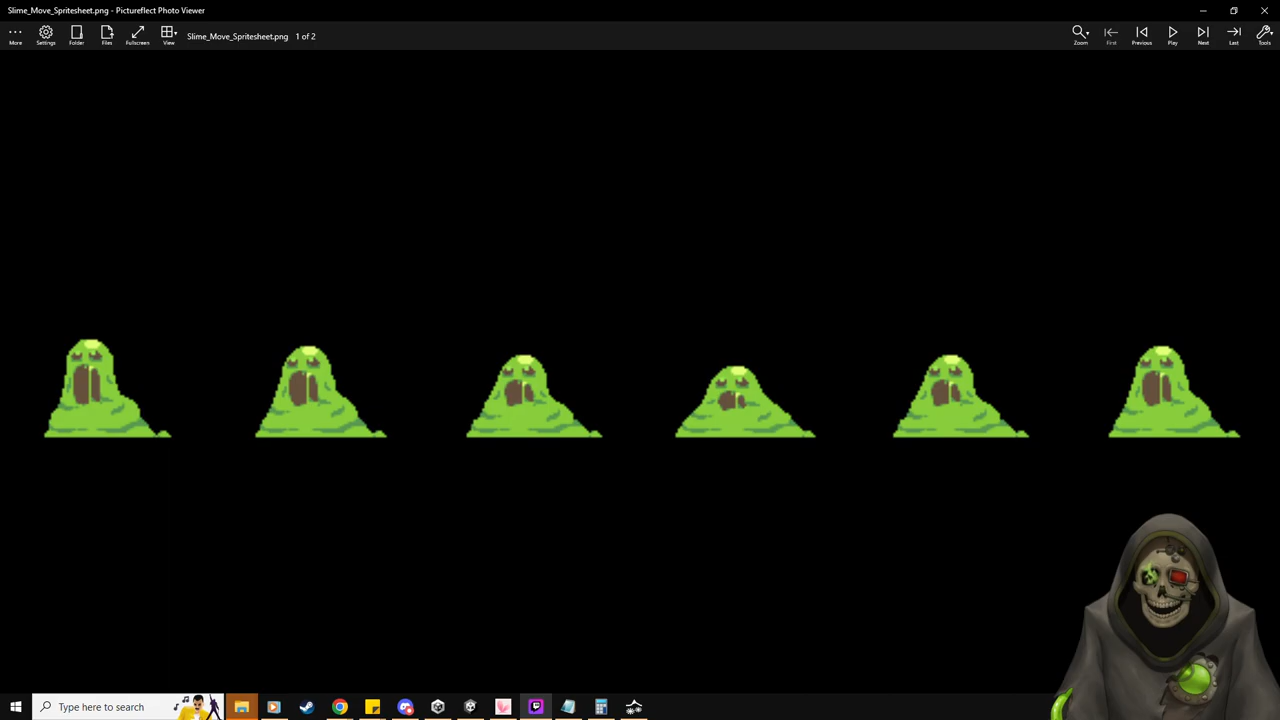 Slime_Move_Spritesheet.png - Pictureflect Photo Viewer
More
Settings
Folder
Files
Fullscreen
View
Slime_Move_Spritesheet.png 1 of 2
Zoom
First
Previous
Play
Next
Last
Tools
Type here to search